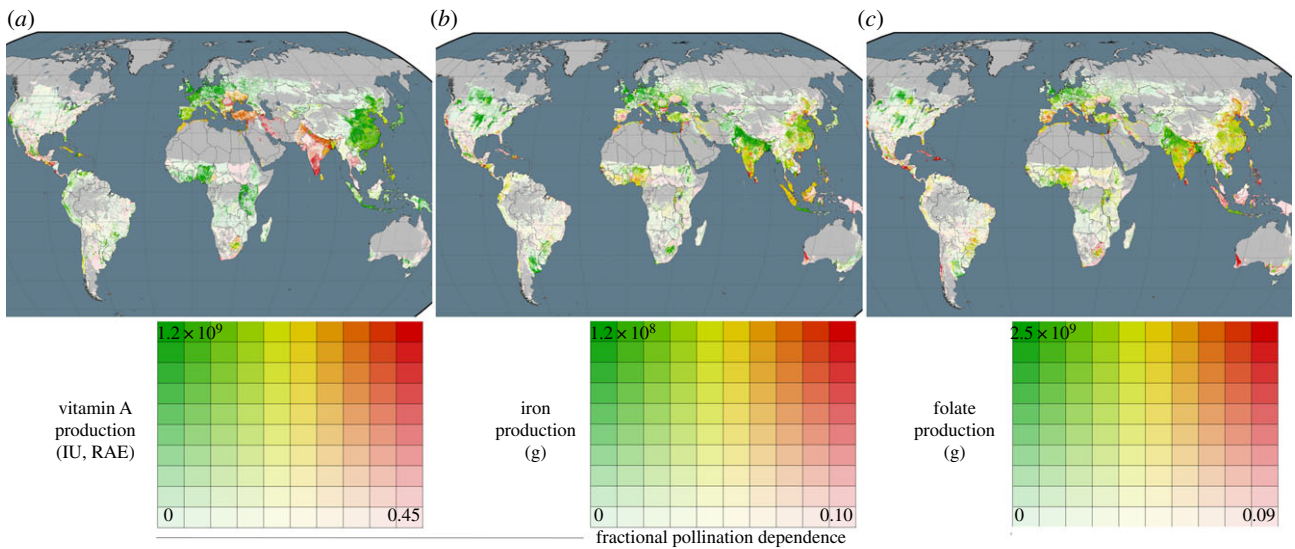 (a)
(b)
(c)
1.2 × 10⁹
vitamin A
production
(IU, RAE)
0
0.45
1.2 × 10⁸
iron
production
(g)
0
0.10
2.5 × 10⁹
folate
production
(g)
0
0.09
fractional pollination dependence